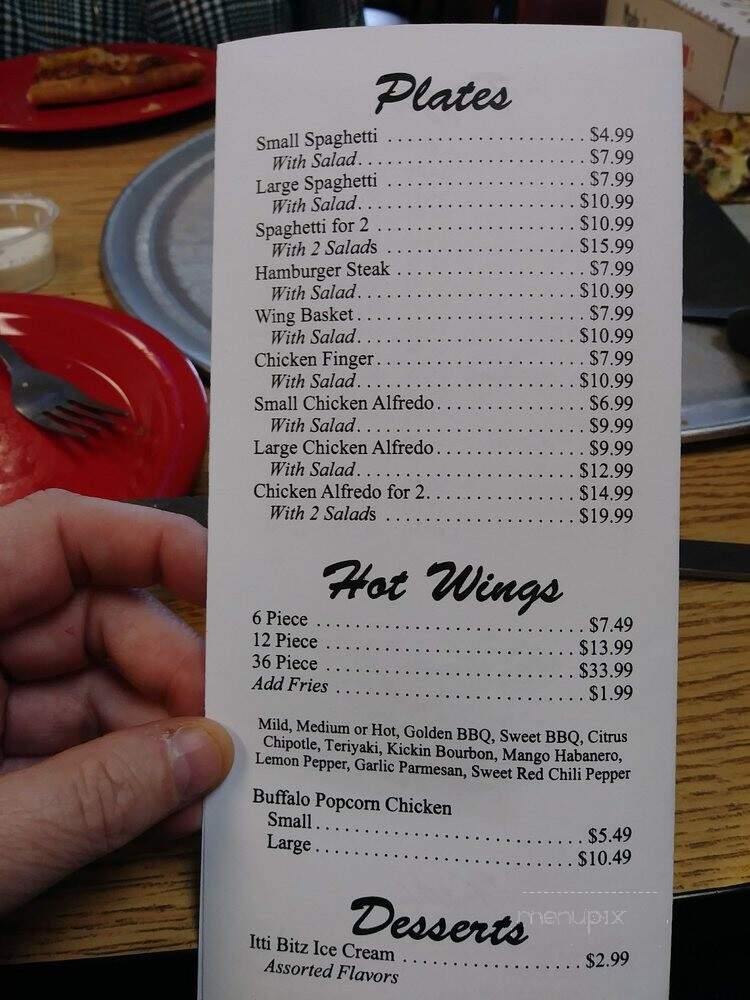 Plates
Small Spaghetti . . . . . . . . . . . . . . . . . . . . . $4.99
With Salad. . . . . . . . . . . . . . . . . . . . . . . $7.99
Large Spaghetti . . . . . . . . . . . . . . . . . . . . . $7.99
With Salad. . . . . . . . . . . . . . . . . . . . . . . $10.99
Spaghetti for 2 . . . . . . . . . . . . . . . . . . . . . $10.99
With 2 Salads . . . . . . . . . . . . . . . . . . . . . $15.99
Hamburger Steak . . . . . . . . . . . . . . . . . . . . $7.99
With Salad. . . . . . . . . . . . . . . . . . . . . . . $10.99
Wing Basket . . . . . . . . . . . . . . . . . . . . . . . $7.99
With Salad. . . . . . . . . . . . . . . . . . . . . . . $10.99
Chicken Finger. . . . . . . . . . . . . . . . . . . . . . $7.99
With Salad. . . . . . . . . . . . . . . . . . . . . . . $10.99
Small Chicken Alfredo. . . . . . . . . . . . . . . . $6.99
With Salad. . . . . . . . . . . . . . . . . . . . . . . $9.99
Large Chicken Alfredo. . . . . . . . . . . . . . . . $9.99
With Salad. . . . . . . . . . . . . . . . . . . . . . . $12.99
Chicken Alfredo for 2. . . . . . . . . . . . . . . . . $14.99
With 2 Salads . . . . . . . . . . . . . . . . . . . . . $19.99
Hot Wings
6 Piece . . . . . . . . . . . . . . . . . . . . . . . . . . . $7.49
12 Piece . . . . . . . . . . . . . . . . . . . . . . . . . . $13.99
36 Piece . . . . . . . . . . . . . . . . . . . . . . . . . . $33.99
Add Fries . . . . . . . . . . . . . . . . . . . . . . . . . $1.99
Mild, Medium or Hot, Golden BBQ, Sweet BBQ, Citrus
Chipotle, Teriyaki, Kickin Bourbon, Mango Habanero,
Lemon Pepper, Garlic Parmesan, Sweet Red Chili Pepper
Buffalo Popcorn Chicken
Small . . . . . . . . . . . . . . . . . . . . . . . . . . . $5.49
Large . . . . . . . . . . . . . . . . . . . . . . . . . . . $10.49
menupix
Desserts
Itti Bitz Ice Cream . . . . . . . . . . . . . . . . . . $2.99
Assorted Flavors